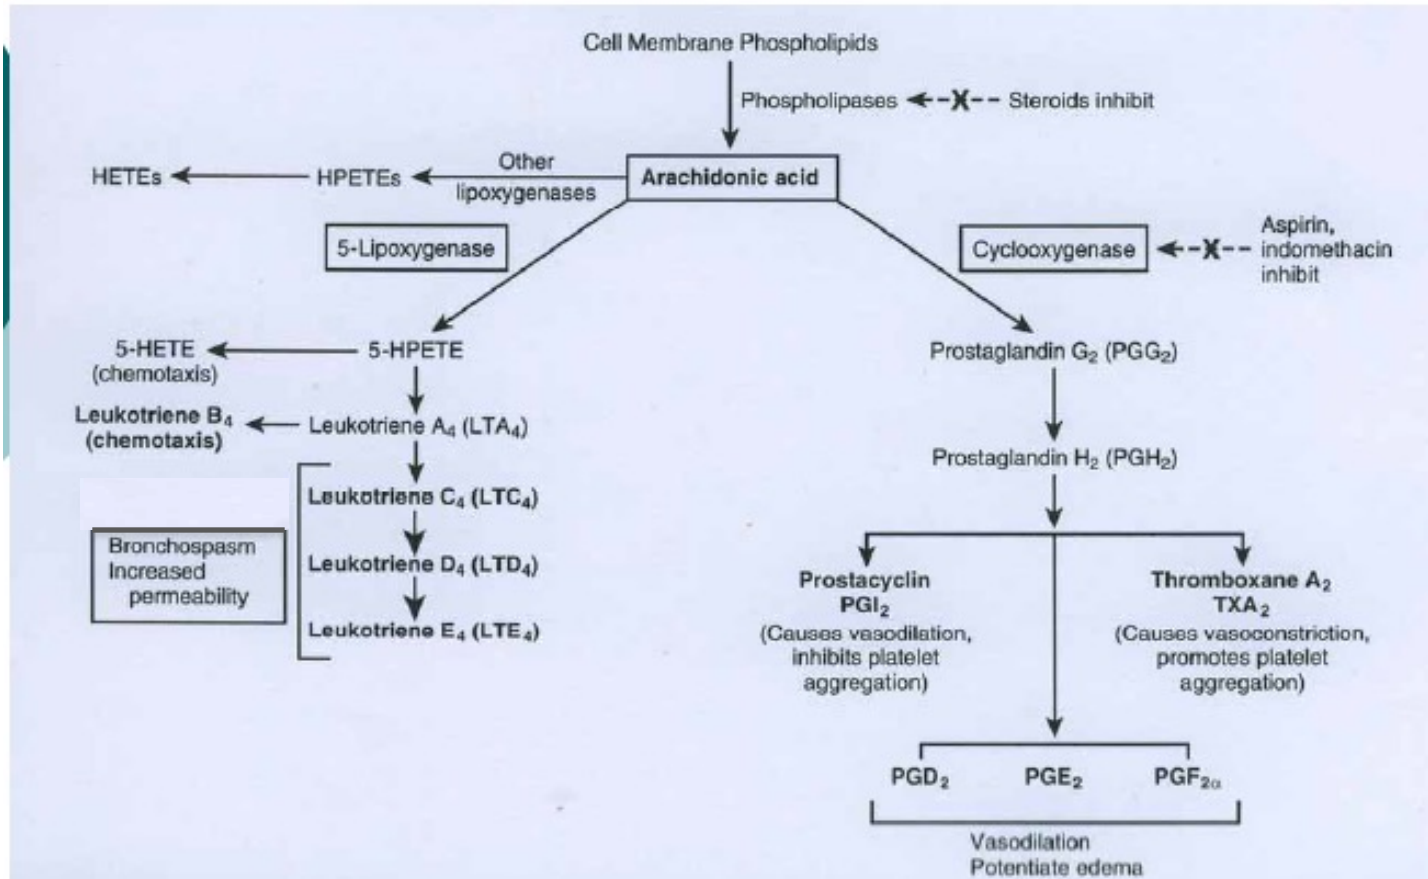 Cell Membrane Phospholipids
Phospholipases
X
Steroids inhibit
HETEs
HPETEs
Other
lipoxygenases
Arachidonic acid
5-Lipoxygenase
Cyclooxygenase
X
Aspirin,
indomethacin
inhibit
5-HETE
(chemotaxis)
5-HPETE
Prostaglandin G₂ (PGG₂)
Leukotriene B₄
(chemotaxis)
Leukotriene A₄ (LTA₄)
Prostaglandin H₂ (PGH₂)
Leukotriene C₄ (LTC₄)
Bronchospasm
Increased
permeability
Leukotriene D₄ (LTD₄)
Leukotriene E₄ (LTE₄)
Prostacyclin
PGI₂
(Causes vasodilation,
inhibits platelet
aggregation)
Thromboxane A₂
TXA₂
(Causes vasoconstriction,
promotes platelet
aggregation)
PGD₂
PGE₂
PGF₂α
Vasodilation
Potentiate edema